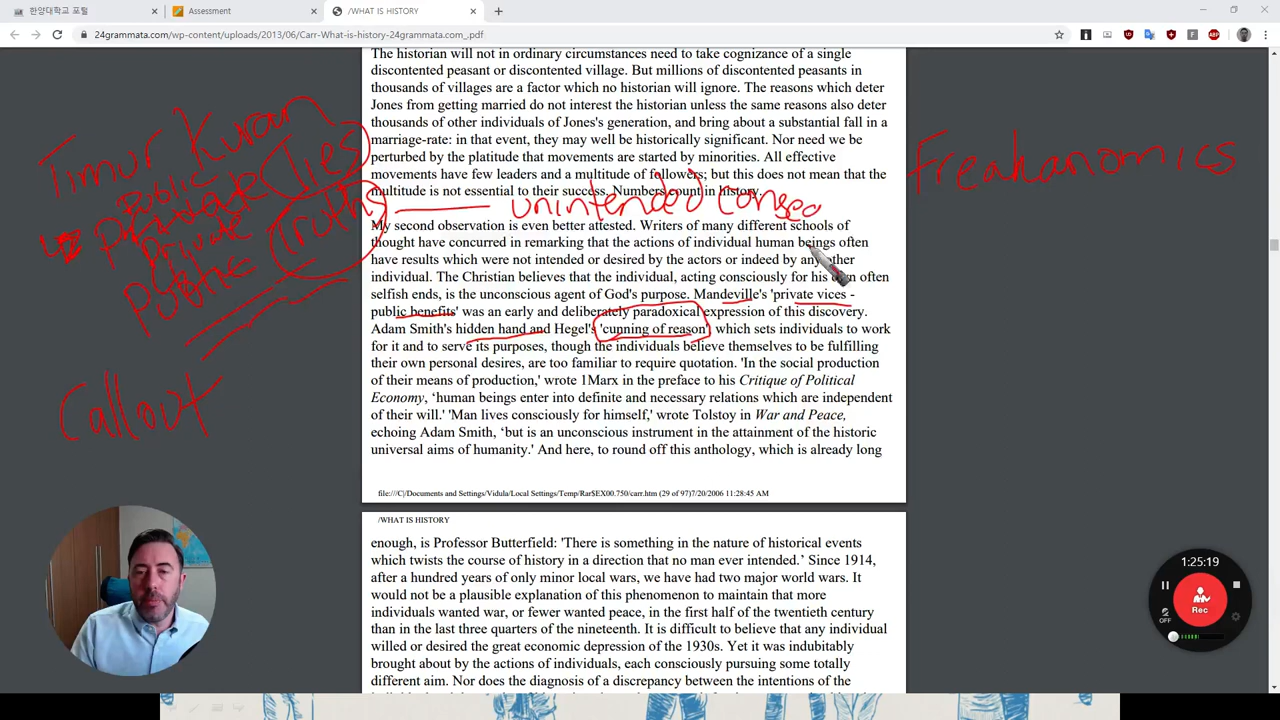 한양대학교 포털
Assessment
/WHAT IS HISTORY
24grammata.com/wp-content/uploads/2013/06/Carr-What-is-history-24grammata.com_.pdf
The historian will not in ordinary circumstances need to take cognizance of a single
discontented peasant or discontented village. But millions of discontented peasants in
thousands of villages are a factor which no historian will ignore. The reasons which deter
Jones from getting married do not interest the historian unless the same reasons also deter
thousands of other individuals of Jones's generation, and bring about a substantial fall in a
marriage-rate: in that event, they may well be historically significant. Nor need we be
perturbed by the platitude that movements are started by minorities. All effective
movements have few leaders and a multitude of followers; but this does not mean that the
multitude is not essential to their success. Numbers count in history.
My second observation is even better attested. Writers of many different schools of
thought have concurred in remarking that the actions of individual human beings often
have results which were not intended or desired by the actors or indeed by any other
individual. The Christian believes that the individual, acting consciously for his own often
selfish ends, is the unconscious agent of God's purpose. Mandeville's 'private vices -
public benefits' was an early and deliberately paradoxical expression of this discovery.
Adam Smith's hidden hand and Hegel's 'cunning of reason', which sets individuals to work
for it and to serve its purposes, though the individuals believe themselves to be fulfilling
their own personal desires, are too familiar to require quotation. 'In the social production
of their means of production,' wrote 1Marx in the preface to his Critique of Political
Economy, 'human beings enter into definite and necessary relations which are independent
of their will.' 'Man lives consciously for himself,' wrote Tolstoy in War and Peace,
echoing Adam Smith, 'but is an unconscious instrument in the attainment of the historic
universal aims of humanity.' And here, to round off this anthology, which is already long
file:///C|/Documents and Settings/Vidula/Local Settings/Temp/Rar$EX00.750/carr.htm (29 of 97)7/20/2006 11:28:45 AM
/WHAT IS HISTORY
enough, is Professor Butterfield: 'There is something in the nature of historical events
which twists the course of history in a direction that no man ever intended.' Since 1914,
after a hundred years of only minor local wars, we have had two major world wars. It
would not be a plausible explanation of this phenomenon to maintain that more
individuals wanted war, or fewer wanted peace, in the first half of the twentieth century
than in the last three quarters of the nineteenth. It is difficult to believe that any individual
willed or desired the great economic depression of the 1930s. Yet it was indubitably
brought about by the actions of individuals, each consciously pursuing some totally
different aim. Nor does the diagnosis of a discrepancy between the intentions of the
Timur Kuran
Public
Private
Lies
Private
Public
Truths
unintended conseq
Callout
Freakanomics
1:25:19
Rec
OFF